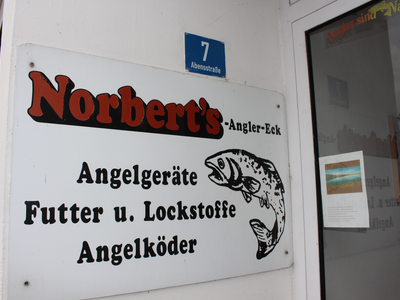 7
Abensstraße
Norbert's -Angler-Eck
Angelgeräte
Futter u. Lockstoffe
Angelköder